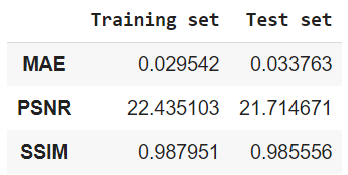 Training set Test set
MAE 0.029542 0.033763
PSNR 22.435103 21.714671
SSIM 0.987951 0.985556